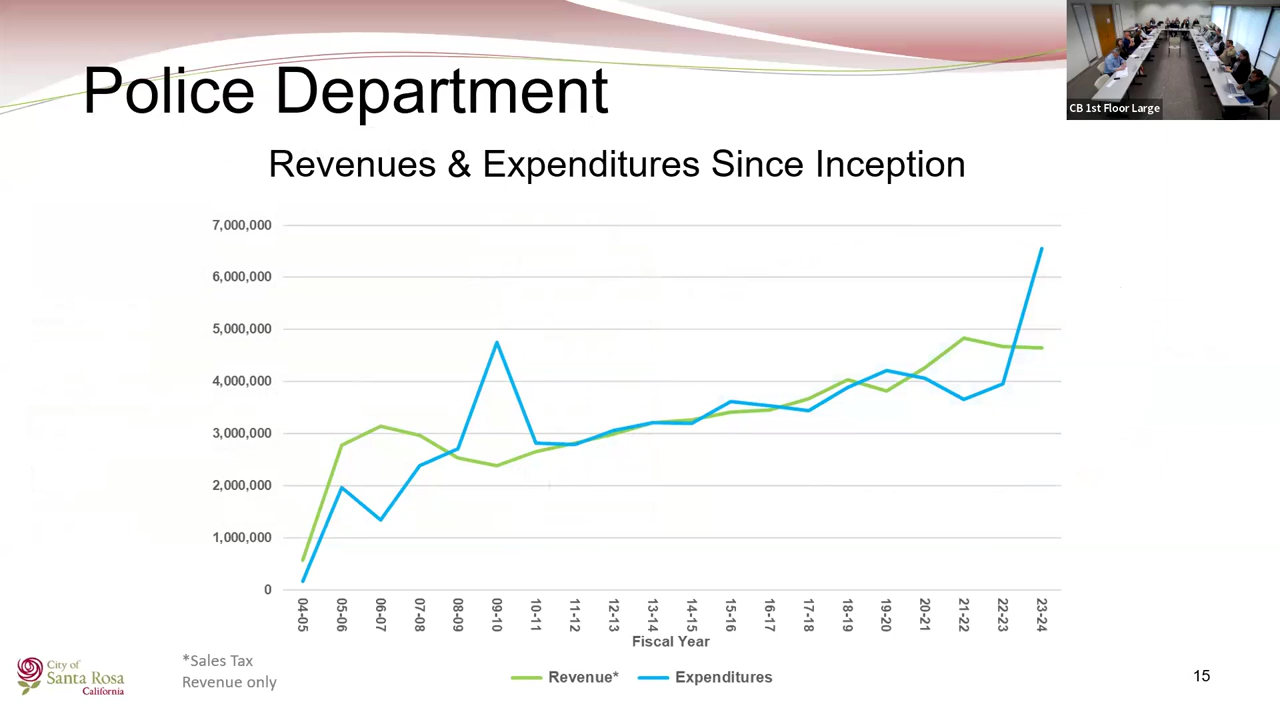 Police Department
CB 1st Floor Large
Revenues & Expenditures Since Inception
7,000,000
6,000,000
5,000,000
4,000,000
3,000,000
2,000,000
1,000,000
0
04-05
05-06
06-07
07-08
08-09
09-10
10-11
11-12
12-13
13-14
14-15
15-16
16-17
17-18
18-19
19-20
20-21
21-22
22-23
23-24
Fiscal Year
*Sales Tax
Revenue only
Revenue*
Expenditures
City of
Santa Rosa
California
15